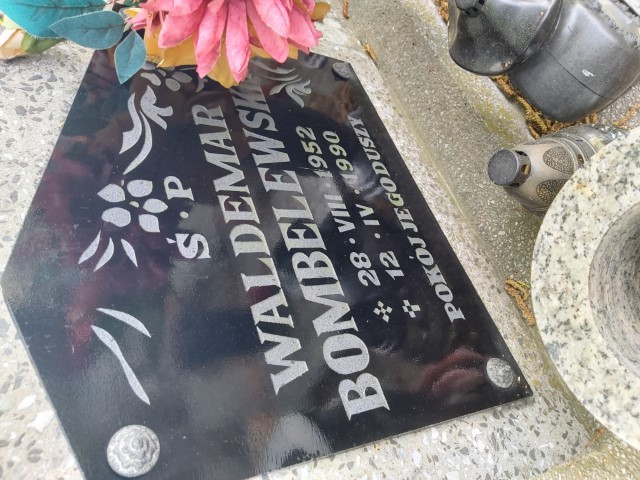 Ś.P
WALDEMAR
BOMBELEWSKI
28·VIII·1952
12·IV·1990
POKÓJ JEGO DUSZY